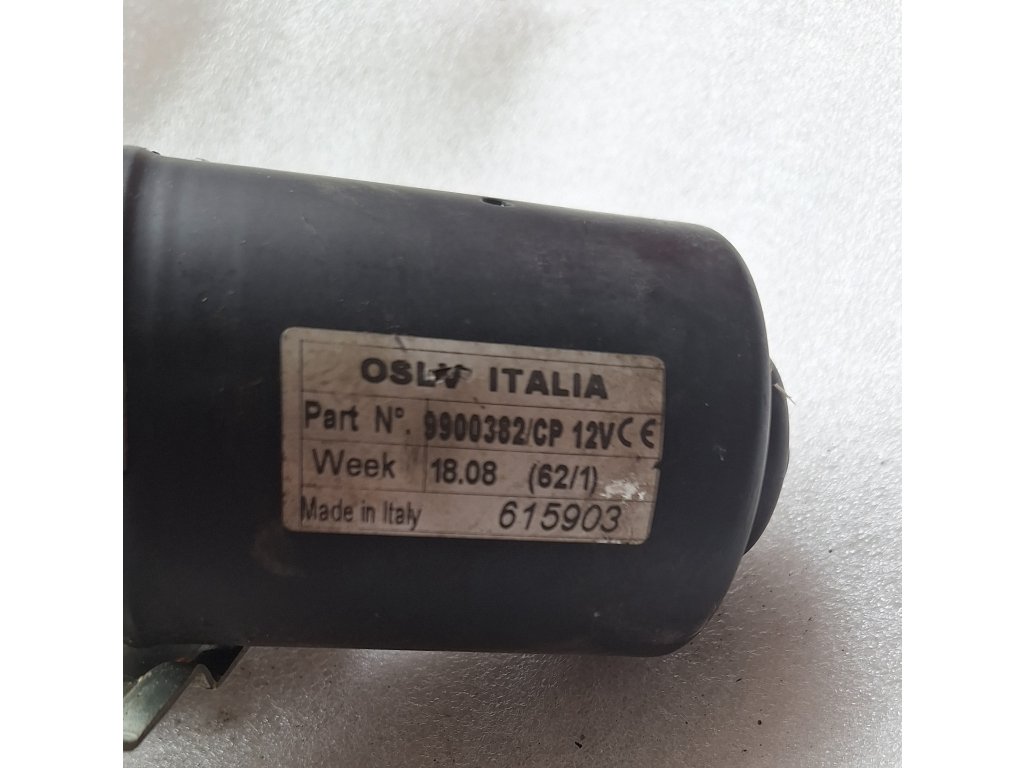 OSLV ITALIA
Part N°. 9900382/CP 12V CE
Week 18.08 (62/1)
Made in Italy 615903